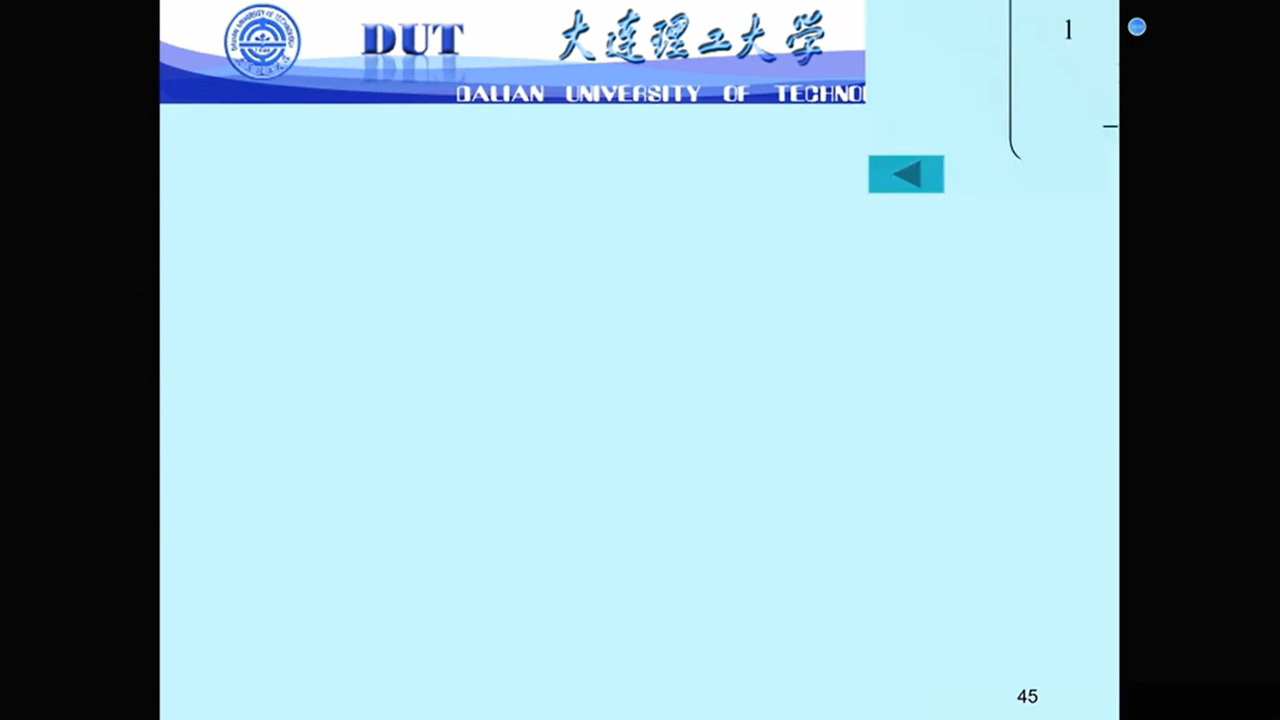 DUT 大连理工大学 1
DALIAN UNIVERSITY OF TECHNO
45